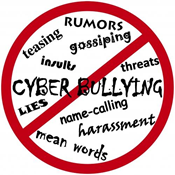 RUMORS
teasing
gossiping
insults
threats
CYBER BULLYING
LIES
name-calling
harassment
mean words